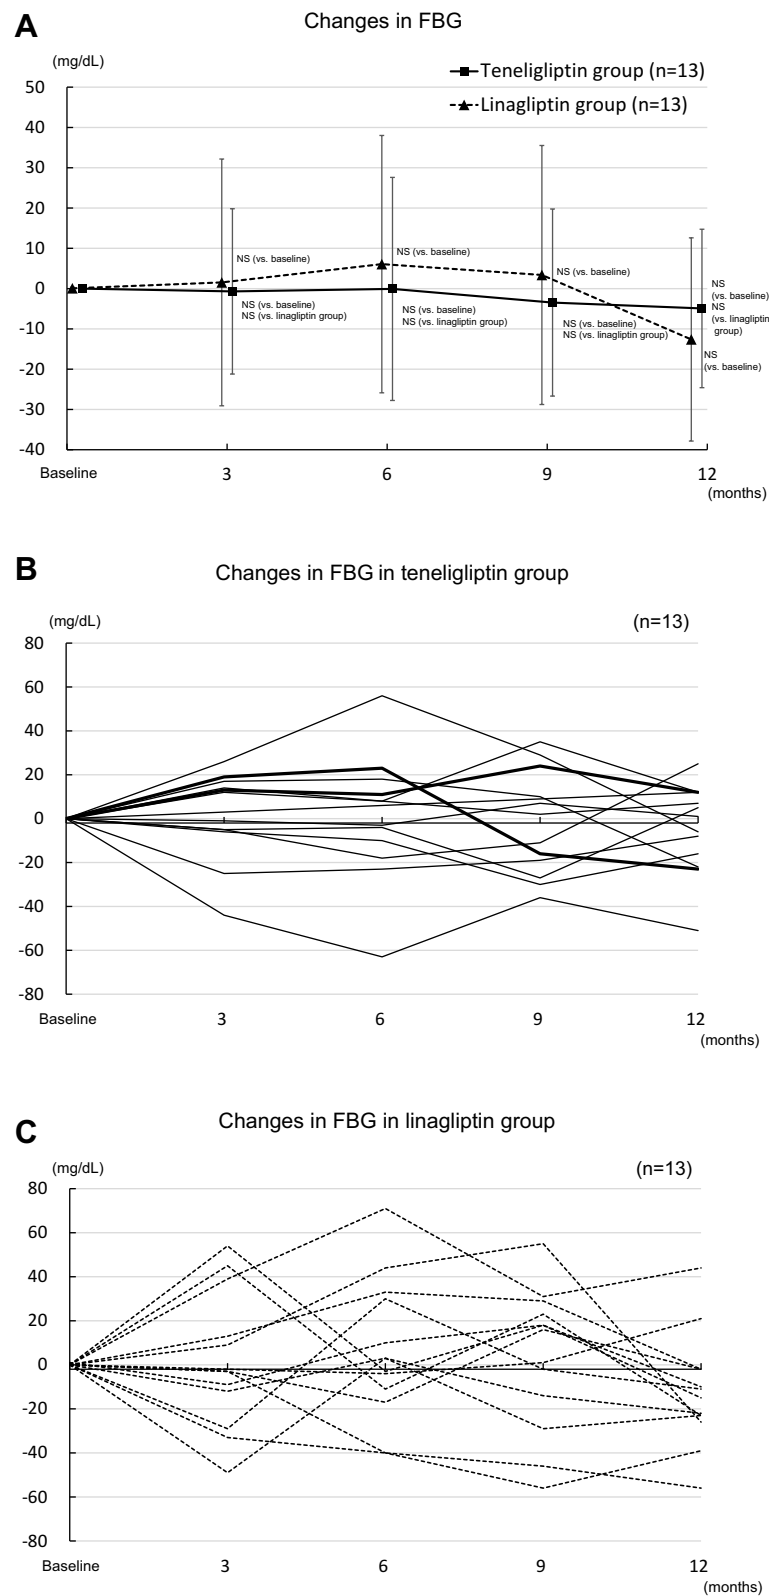 A
Changes in FBG
(mg/dL)
Teneligliptin group (n=13)
Linagliptin group (n=13)
50
40
30
20
10
0
-10
-20
-30
-40
NS (vs. baseline)
NS (vs. baseline)
NS (vs. linagliptin group)
NS (vs. baseline)
NS (vs. baseline)
NS (vs. linagliptin group)
NS (vs. baseline)
NS (vs. baseline)
NS (vs. linagliptin group)
NS
(vs. baseline)
NS
(vs. linagliptin
group)
NS
(vs. baseline)
Baseline 3 6 9 12
(months)
B
Changes in FBG in teneligliptin group
(mg/dL)
(n=13)
80
60
40
20
0
-20
-40
-60
-80
Baseline 3 6 9 12
(months)
C
Changes in FBG in linagliptin group
(mg/dL)
(n=13)
80
60
40
20
0
-20
-40
-60
-80
Baseline 3 6 9 12
(months)